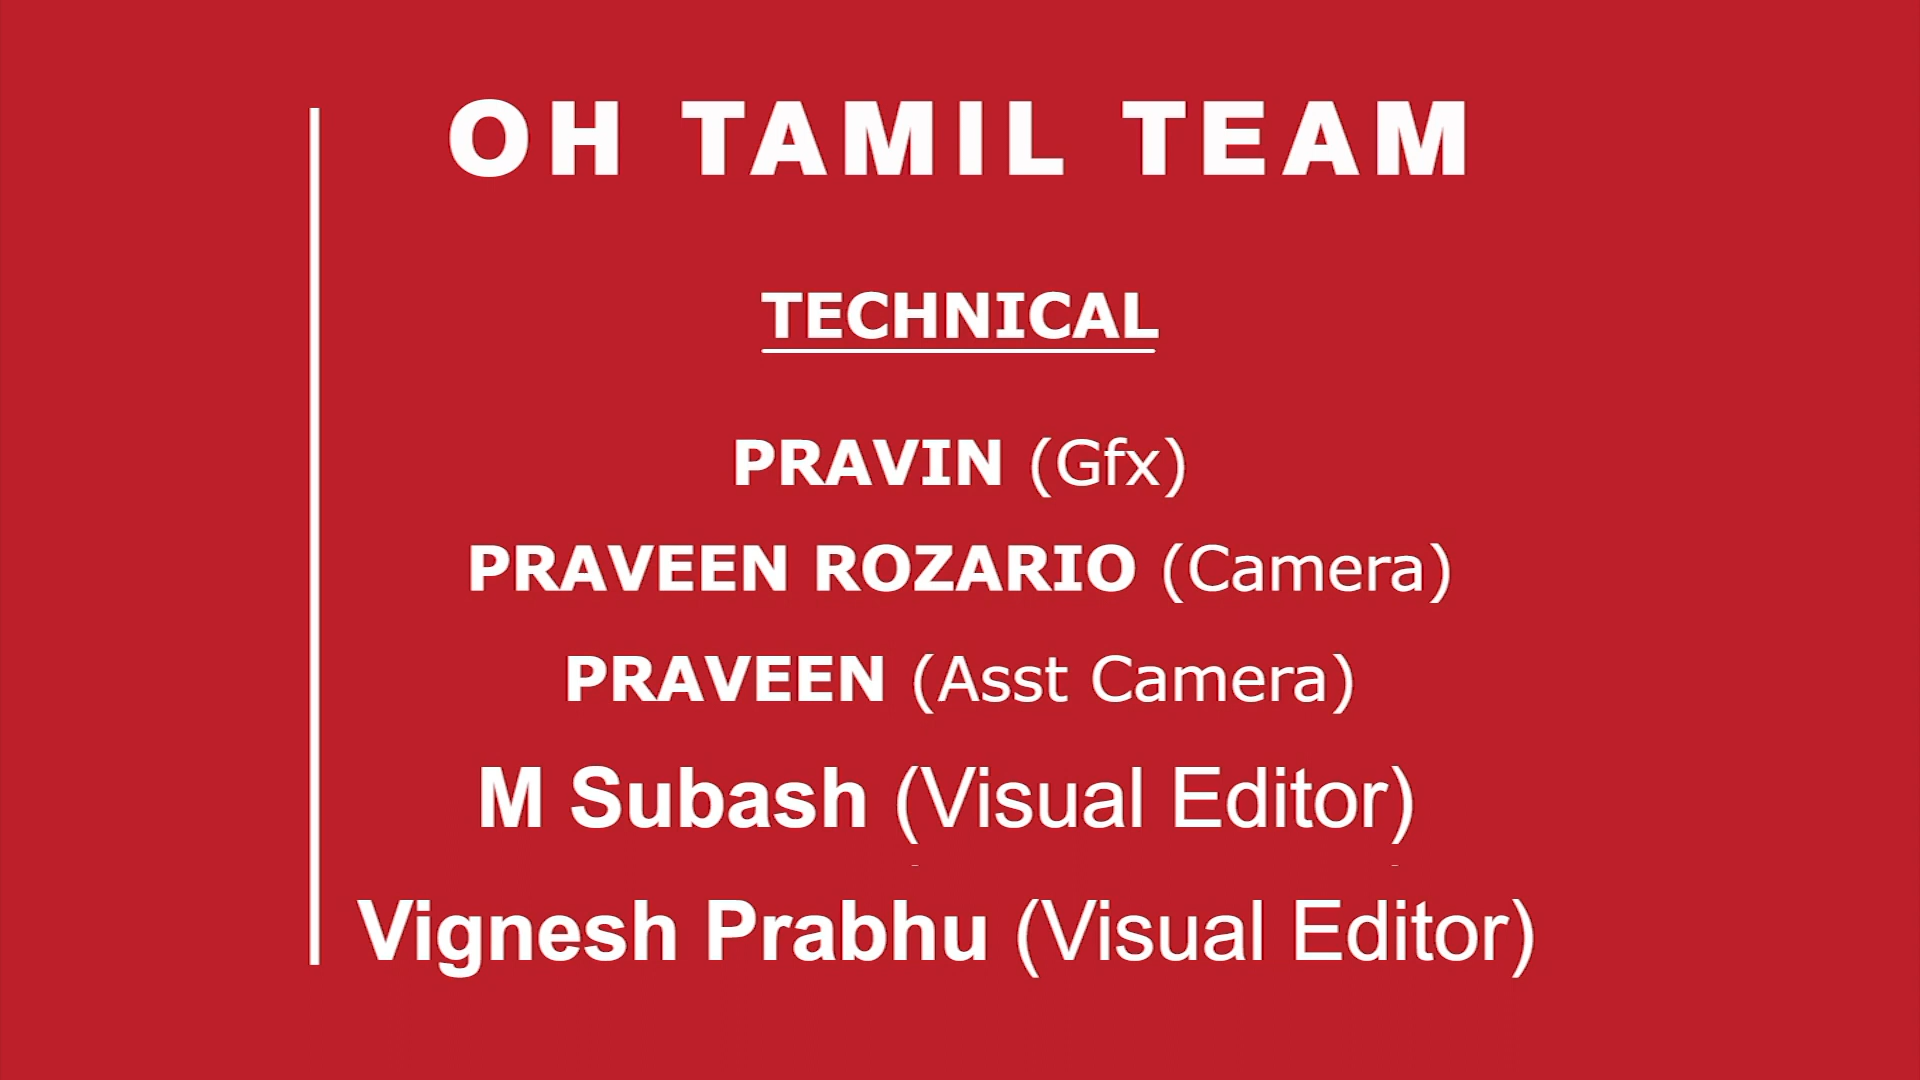 OH TAMIL TEAM
TECHNICAL
PRAVIN (Gfx)
PRAVEEN ROZARIO (Camera)
PRAVEEN (Asst Camera)
M Subash (Visual Editor)
Vignesh Prabhu (Visual Editor)